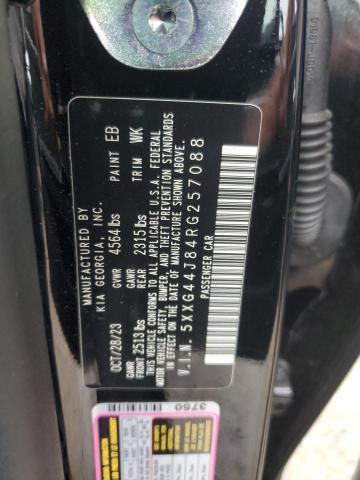 MANUFACTURED BY
KIA GEORGIA, INC.
OCT/28/23 GVWR 4564 lbs PAINT EB
GAWR FRONT 2513 lbs GAWR REAR 2315 lbs TRIM WK
THIS VEHICLE CONFORMS TO ALL APPLICABLE U.S.A. FEDERAL
MOTOR VEHICLE SAFETY, BUMPER, AND THEFT PREVENTION
STANDARDS IN EFFECT ON THE DATE OF MANUFACTURE SHOWN ABOVE.
V.I.N. 5XXG44J84RG257088
PASSENGER CAR
3750